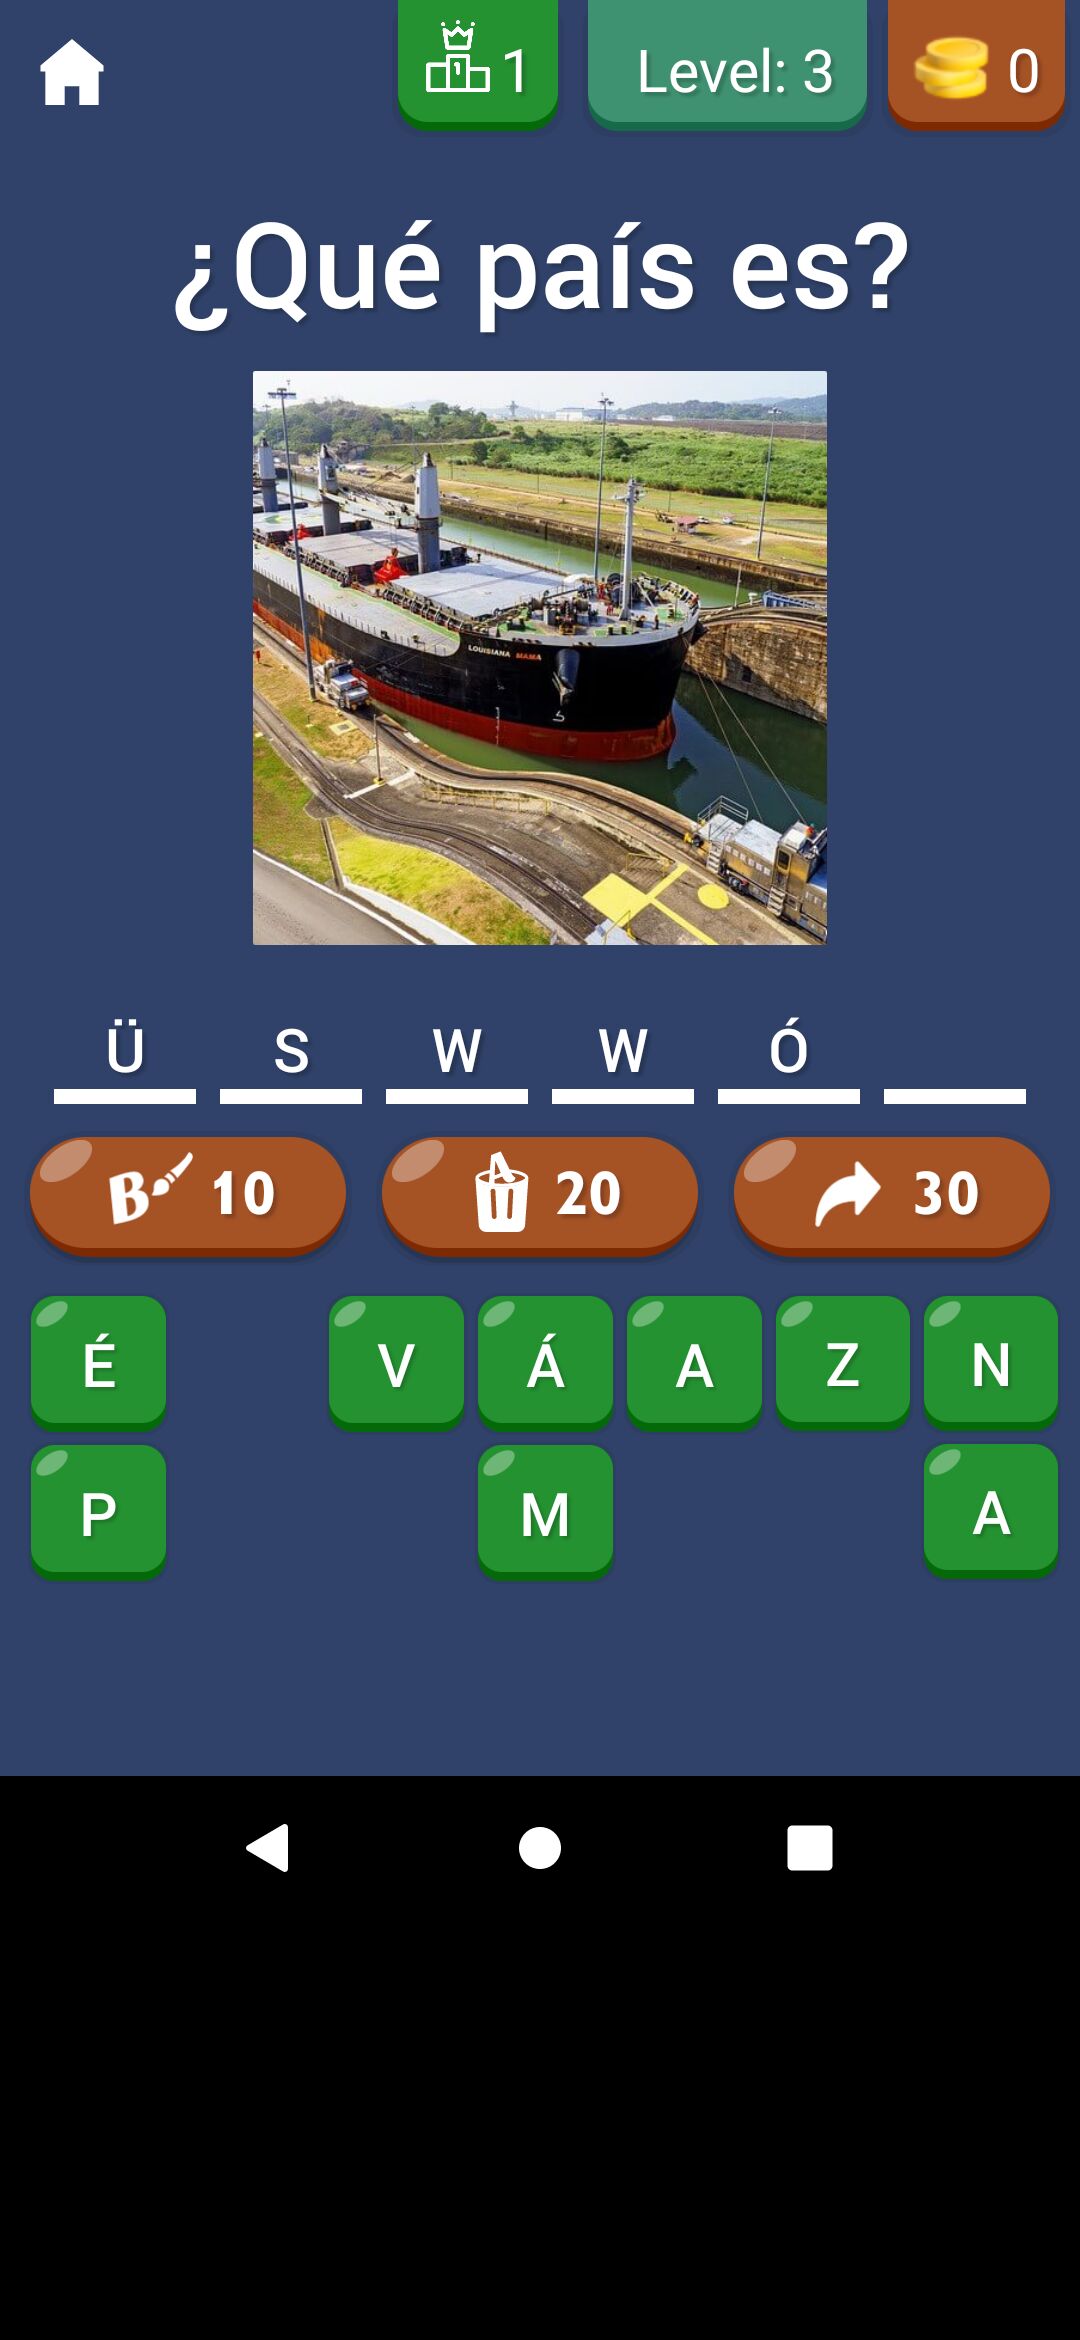 1 Level: 3 0
¿Qué país es?
LOUISIANA MAMA
Ü S W W Ó
B 10 20 30
É V Á A Z N
P M A